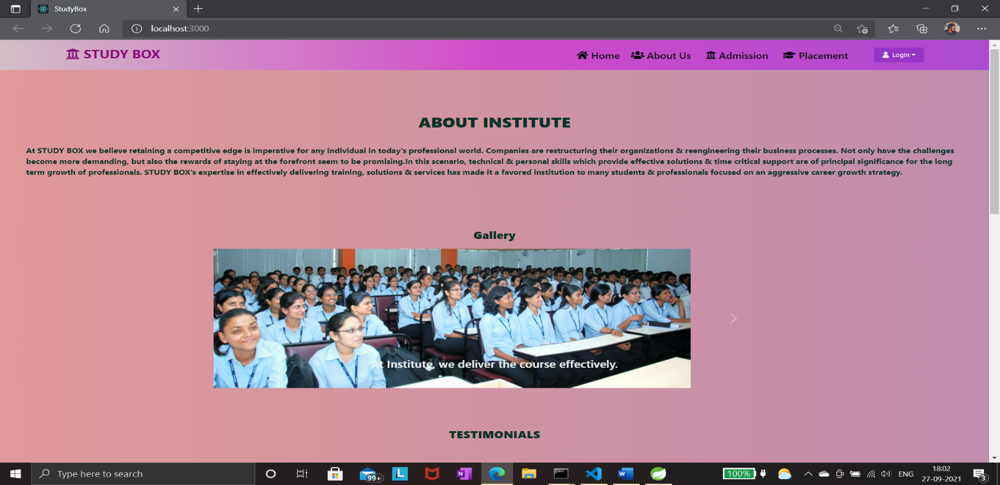 StudyBox
localhost:3000
STUDY BOX
Home About Us Admission Placement Login
ABOUT INSTITUTE
At STUDY BOX we believe retaining a competitive edge is imperative for any individual in today's professional world. Companies are restructuring their organizations & reengineering their business processes. Not only have the challenges
become more demanding, but also the rewards of staying at the forefront seem to be promising.In this scenario, technical & personal skills which provide effective solutions & time critical support are of principal significance for the long
term growth of professionals. STUDY BOX's expertise in effectively delivering training, solutions & services has made it a favored institution to many students & professionals focused on an aggressive career growth strategy.
Gallery
At Institute, we deliver the course effectively.
TESTIMONIALS
Type here to search
99+
L
N
W
100%
ENG
18:02
27-09-2021
3